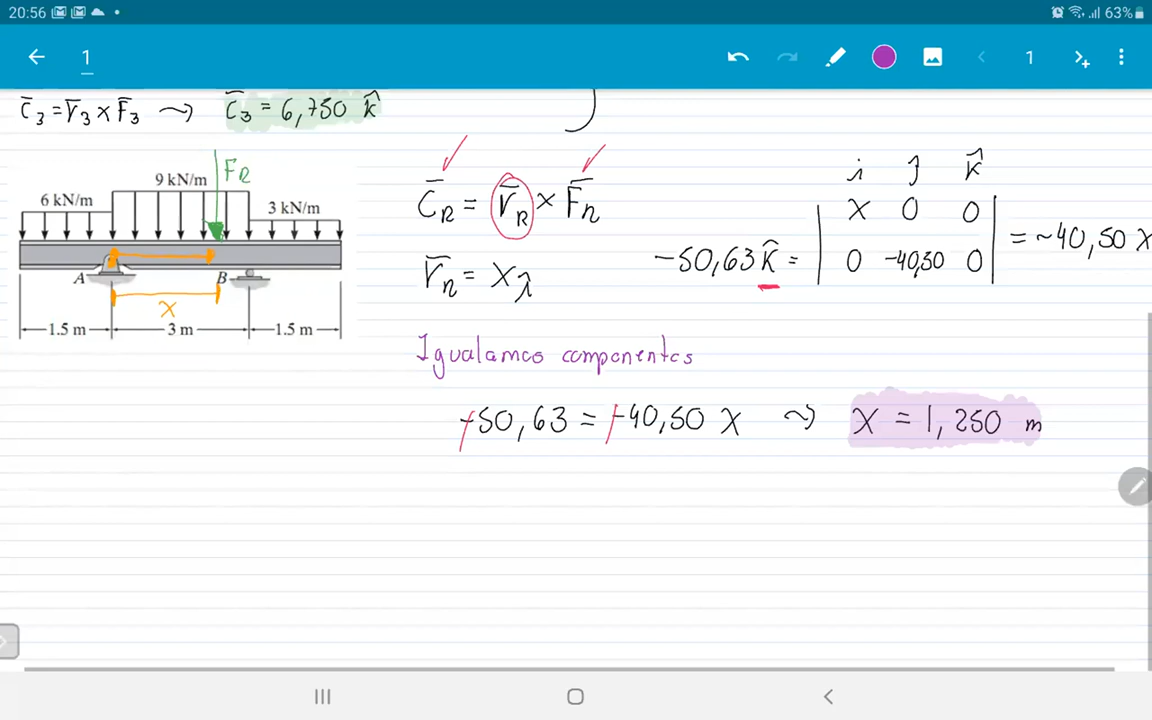 20:56 63%
1 1
C̄3 = V̄3 × F̄3 ⤳ C̄3 = 6,750 k̂
FR
9 kN/m
6 kN/m
3 kN/m
A B
x
1.5 m 3 m 1.5 m
C̄R = V̄R × F̄R
V̄R = x î
i j k̂
x 0 0
-50,63 k̂ = 0 -40,50 0 = -40,50 x
Igualamos componentes
-50,63 = -40,50 x ⤳ x = 1,250 m